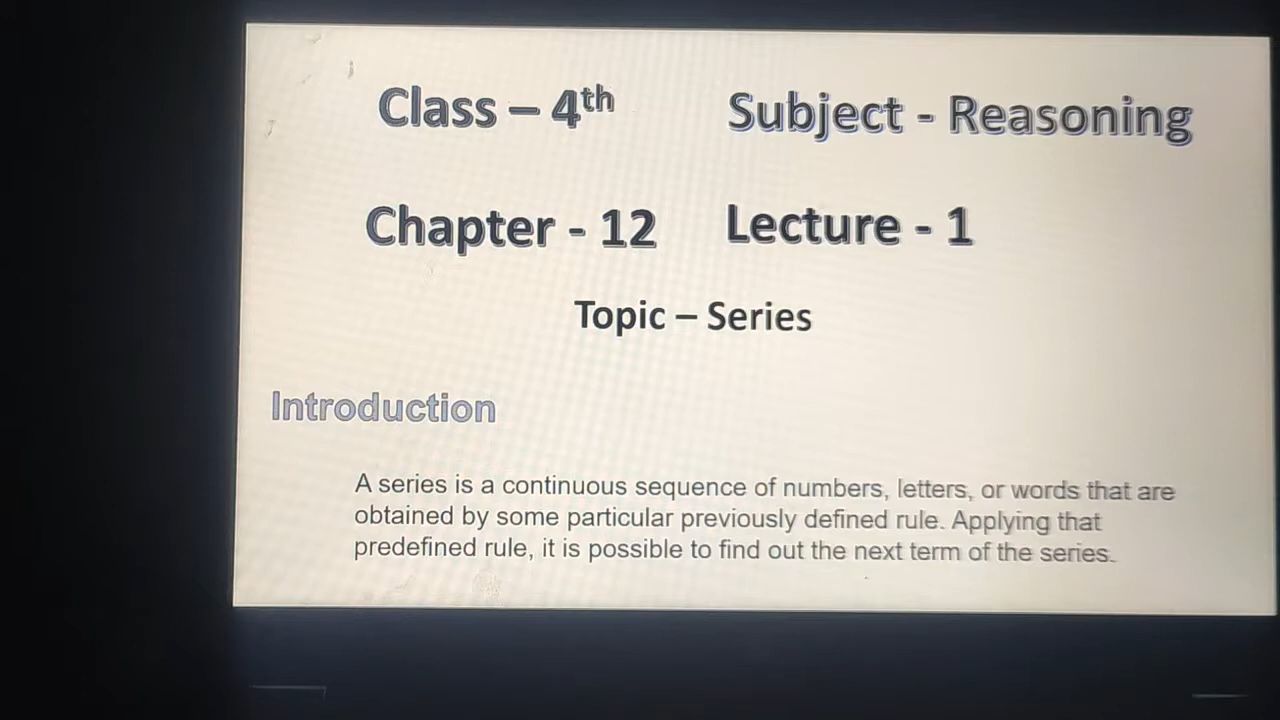 Class – 4th Subject - Reasoning
Chapter - 12 Lecture - 1
Topic – Series
Introduction
A series is a continuous sequence of numbers, letters, or words that are
obtained by some particular previously defined rule. Applying that
predefined rule, it is possible to find out the next term of the series.